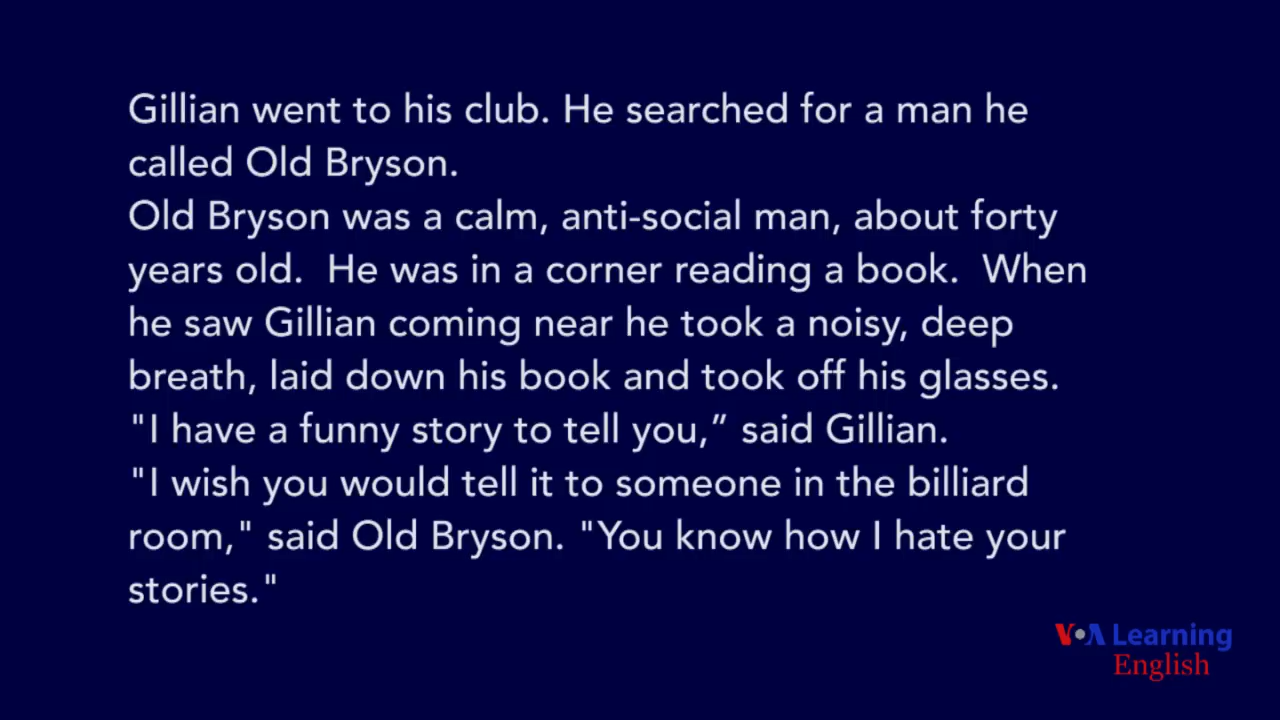 Gillian went to his club. He searched for a man he
called Old Bryson.
Old Bryson was a calm, anti-social man, about forty
years old.  He was in a corner reading a book.  When
he saw Gillian coming near he took a noisy, deep
breath, laid down his book and took off his glasses.
"I have a funny story to tell you,” said Gillian.
"I wish you would tell it to someone in the billiard
room," said Old Bryson. "You know how I hate your
stories."
VOA Learning
English